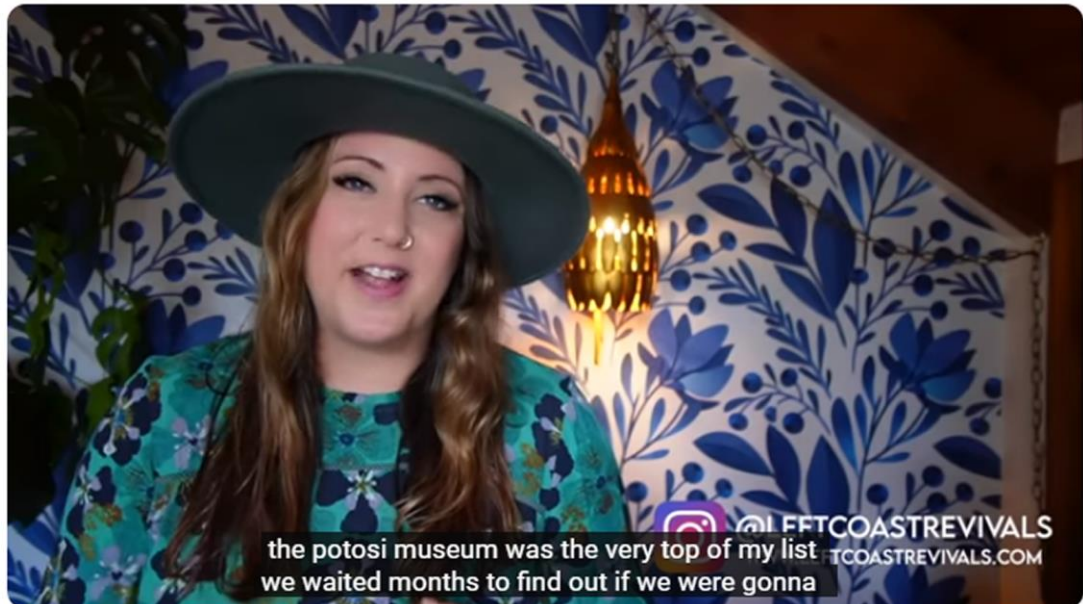 @LEFTCOASTREVIVALS
the potosi museum was the very top of my list
we waited months to find out if we were gonna
FTCOASTREVIVALS.COM